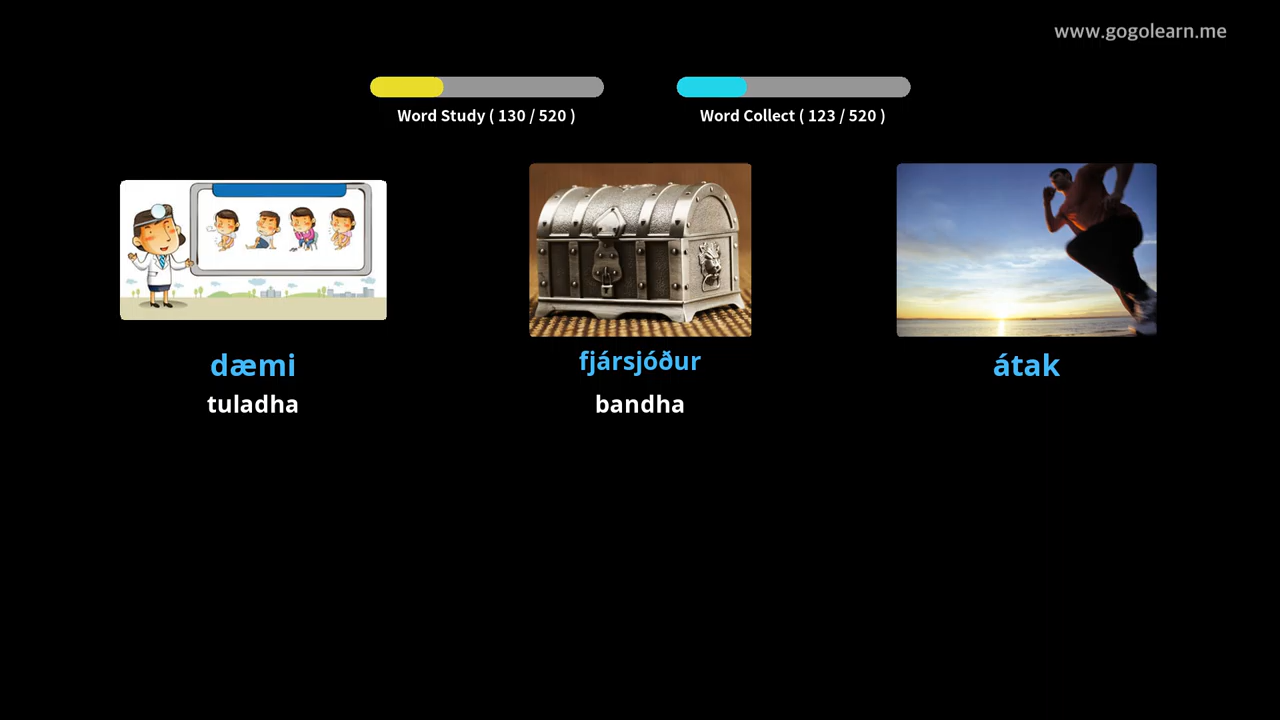 www.gogolearn.me
Word Study ( 130 / 520 )
Word Collect ( 123 / 520 )
dæmi
fjársjóður
átak
tuladha
bandha